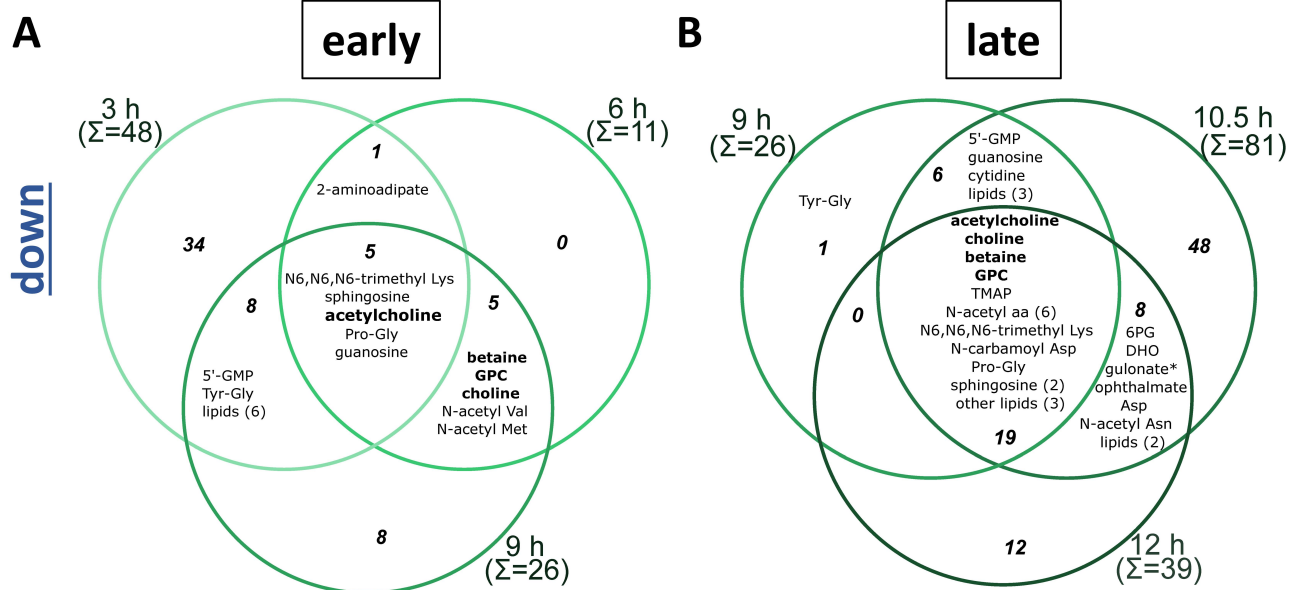 A
early
down
3 h
(Σ=48)
6 h
(Σ=11)
1
2-aminoadipate
34
5
0
N6,N6,N6-trimethyl Lys
sphingosine
acetylcholine
Pro-Gly
guanosine
8
5
5'-GMP
Tyr-Gly
lipids (6)
betaine
GPC
choline
N-acetyl Val
N-acetyl Met
8
9 h
(Σ=26)
B
late
9 h
(Σ=26)
10.5 h
(Σ=81)
6
5'-GMP
guanosine
cytidine
lipids (3)
Tyr-Gly
1
48
acetylcholine
choline
betaine
GPC
TMAP
N-acetyl aa (6)
N6,N6,N6-trimethyl Lys
N-carbamoyl Asp
Pro-Gly
sphingosine (2)
other lipids (3)
19
0
8
6PG
DHO
gulonate*
ophthalmate
Asp
N-acetyl Asn
lipids (2)
12
12 h
(Σ=39)